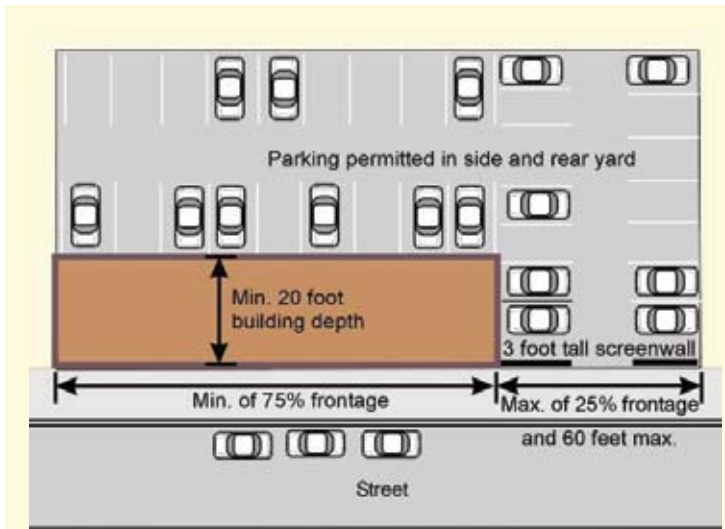 Parking permitted in side and rear yard
Min. 20 foot
building depth
3 foot tall screenwall
Min. of 75% frontage
Max. of 25% frontage
and 60 feet max.
Street